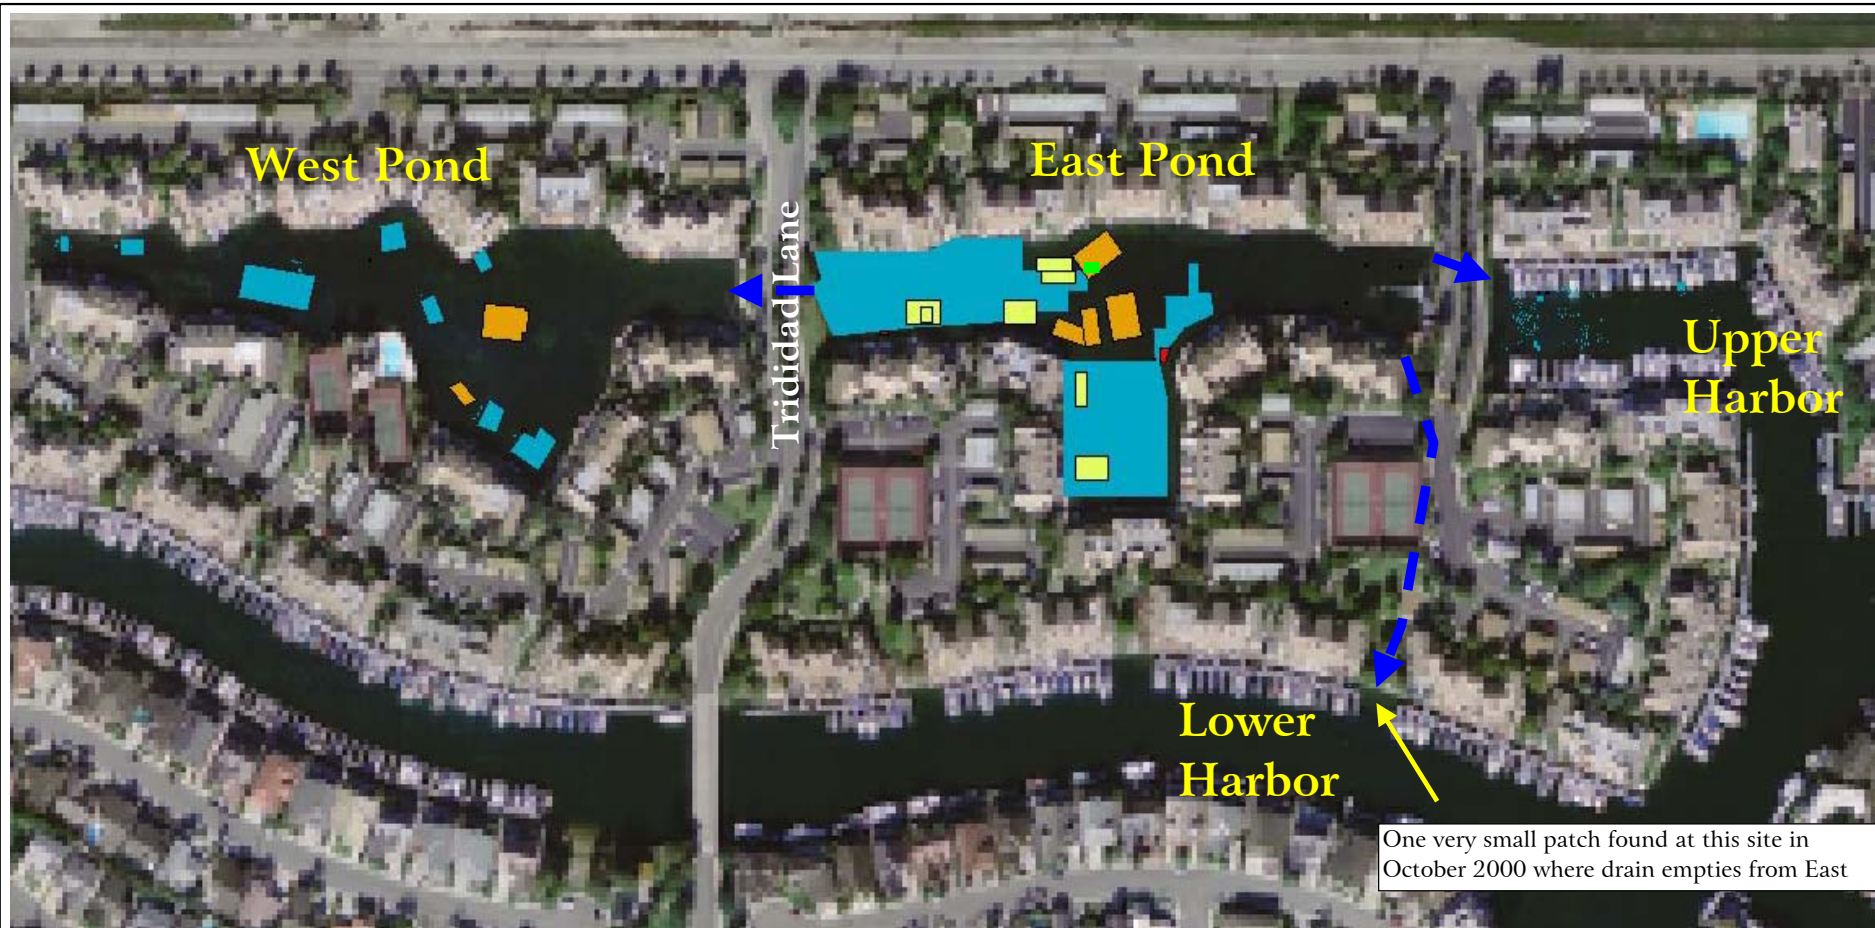 West Pond
East Pond
Trididad Lane
Upper
Harbor
Lower
Harbor
One very small patch found at this site in
October 2000 where drain empties from East